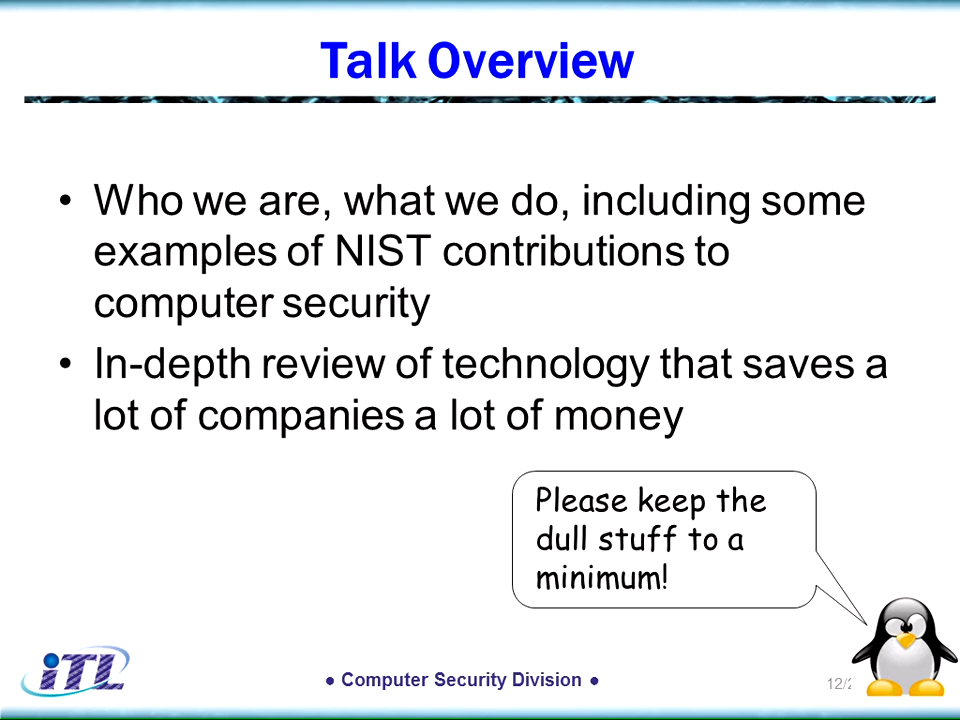 Talk Overview
• Who we are, what we do, including some
examples of NIST contributions to
computer security
• In-depth review of technology that saves a
lot of companies a lot of money
Please keep the
dull stuff to a
minimum!
iTL
● Computer Security Division ●